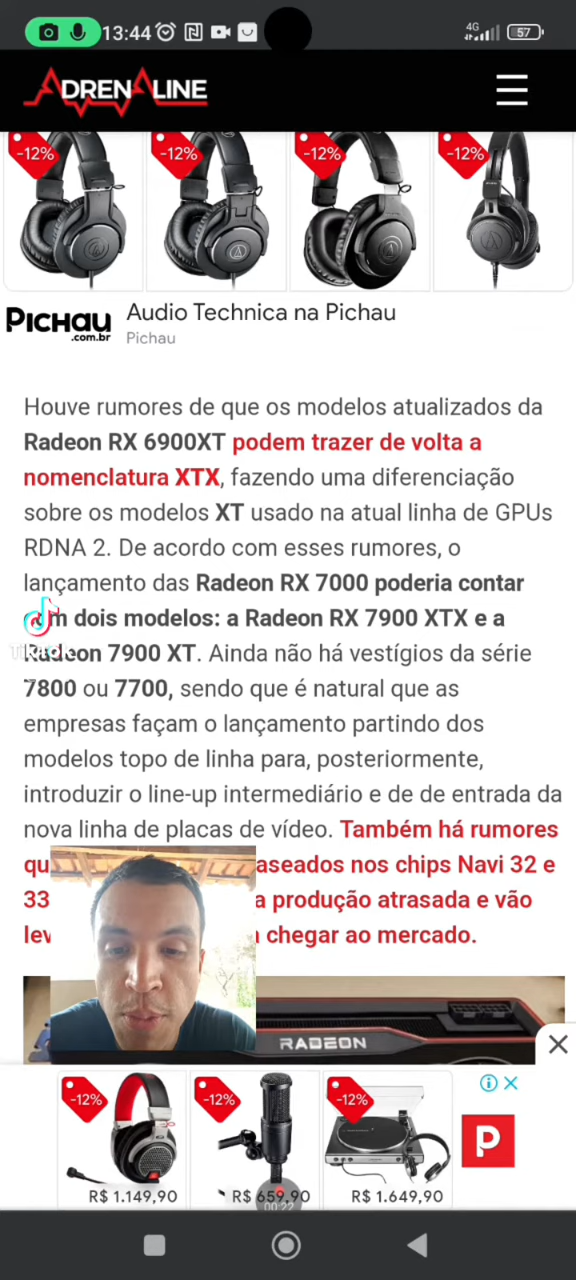 13:44
4G
57
ADRENALINE
-12%
-12%
-12%
-12%
PICHAU
.com.br
Audio Technica na Pichau
Pichau
Houve rumores de que os modelos atualizados da
Radeon RX 6900XT podem trazer de volta a
nomenclatura XTX, fazendo uma diferenciação
sobre os modelos XT usado na atual linha de GPUs
RDNA 2. De acordo com esses rumores, o
lançamento das Radeon RX 7000 poderia contar
dois modelos: a Radeon RX 7900 XTX e a
TikTok
Radeon 7900 XT. Ainda não há vestígios da série
7800 ou 7700, sendo que é natural que as
empresas façam o lançamento partindo dos
modelos topo de linha para, posteriormente,
introduzir o line-up intermediário e de de entrada da
nova linha de placas de vídeo. Também há rumores
qu aseados nos chips Navi 32 e
33 a produção atrasada e vão
lev chegar ao mercado.
RADEON
-12%
-12%
-12%
P
R$ 1.149,90
R$ 659,90
R$ 1.649,90
00:22